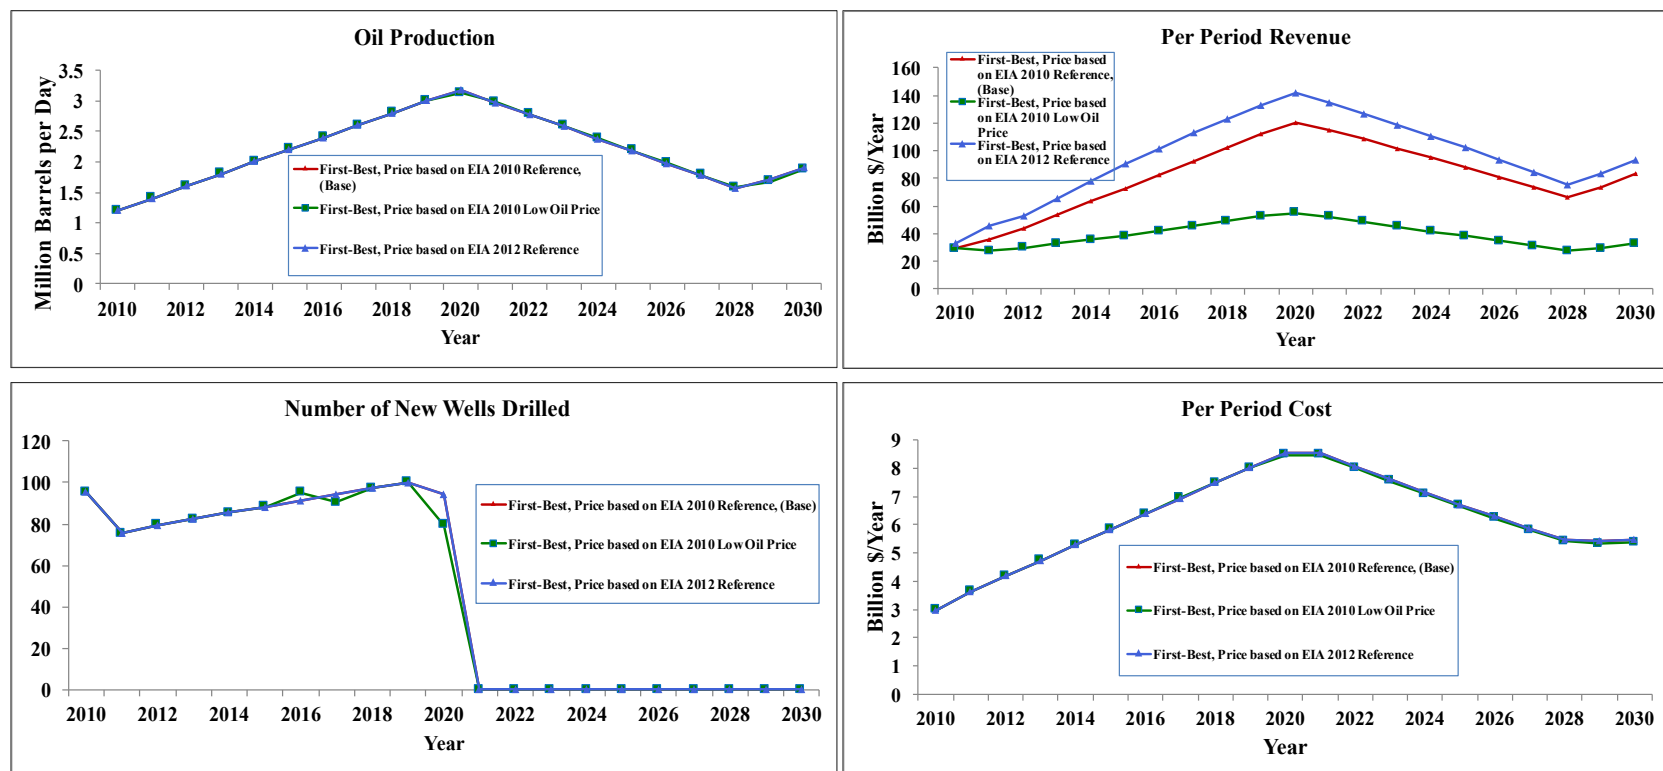 Oil Production
Million Barrels per Day
3.5
3
2.5
2
1.5
1
0.5
0
First-Best, Price based on EIA 2010 Reference,
(Base)
First-Best, Price based on EIA 2010 Low Oil Price
First-Best, Price based on EIA 2012 Reference
2010 2012 2014 2016 2018 2020 2022 2024 2026 2028 2030
Year
Per Period Revenue
Billion $/Year
160
140
120
100
80
60
40
20
0
First-Best, Price based
on EIA 2010 Reference,
(Base)
First-Best, Price based
on EIA 2010 Low Oil
Price
First-Best, Price based
on EIA 2012 Reference
2010 2012 2014 2016 2018 2020 2022 2024 2026 2028 2030
Year
Number of New Wells Drilled
120
100
80
60
40
20
0
First-Best, Price based on EIA 2010 Reference, (Base)
First-Best, Price based on EIA 2010 Low Oil Price
First-Best, Price based on EIA 2012 Reference
2010 2012 2014 2016 2018 2020 2022 2024 2026 2028 2030
Year
Per Period Cost
Billion $/Year
9
8
7
6
5
4
3
2
1
0
First-Best, Price based on EIA 2010 Reference, (Base)
First-Best, Price based on EIA 2010 Low Oil Price
First-Best, Price based on EIA 2012 Reference
2010 2012 2014 2016 2018 2020 2022 2024 2026 2028 2030
Year